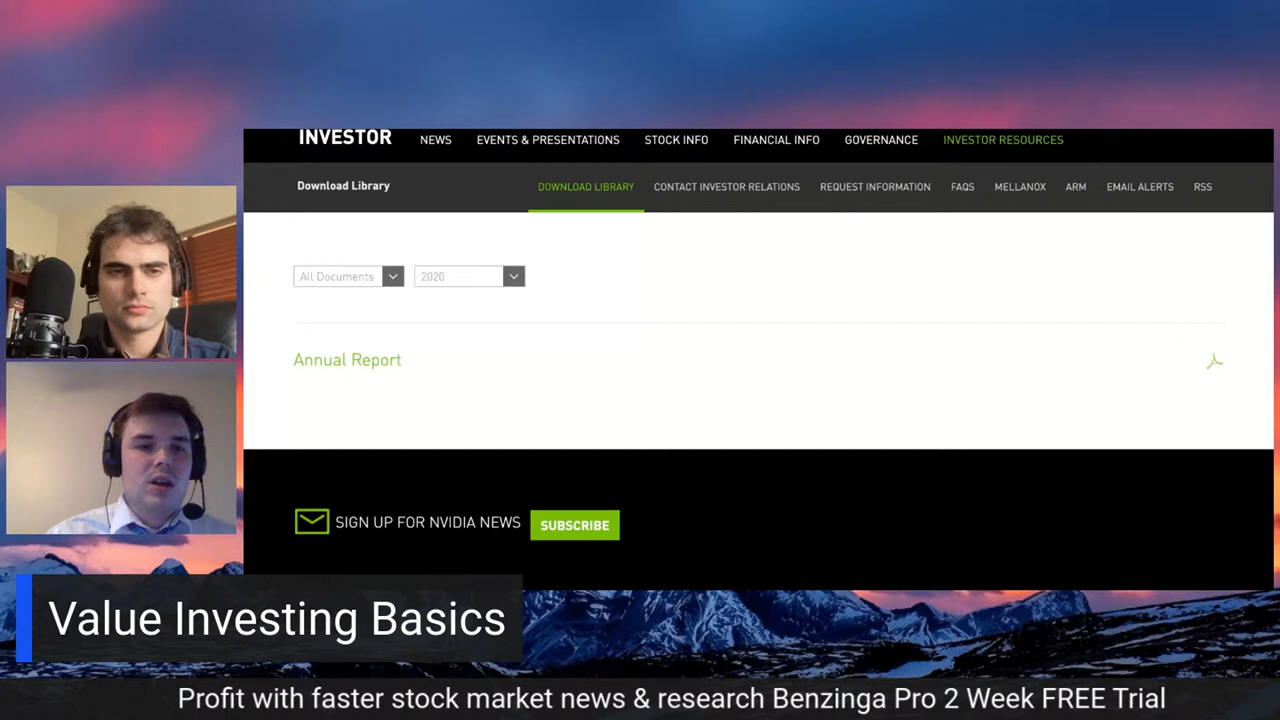 INVESTOR NEWS EVENTS & PRESENTATIONS STOCK INFO FINANCIAL INFO GOVERNANCE INVESTOR RESOURCES
Download Library DOWNLOAD LIBRARY CONTACT INVESTOR RELATIONS REQUEST INFORMATION FAQS MELLANOX ARM EMAIL ALERTS RSS
All Documents 2020
Annual Report
SIGN UP FOR NVIDIA NEWS SUBSCRIBE
Value Investing Basics
Profit with faster stock market news & research Benzinga Pro 2 Week FREE Trial